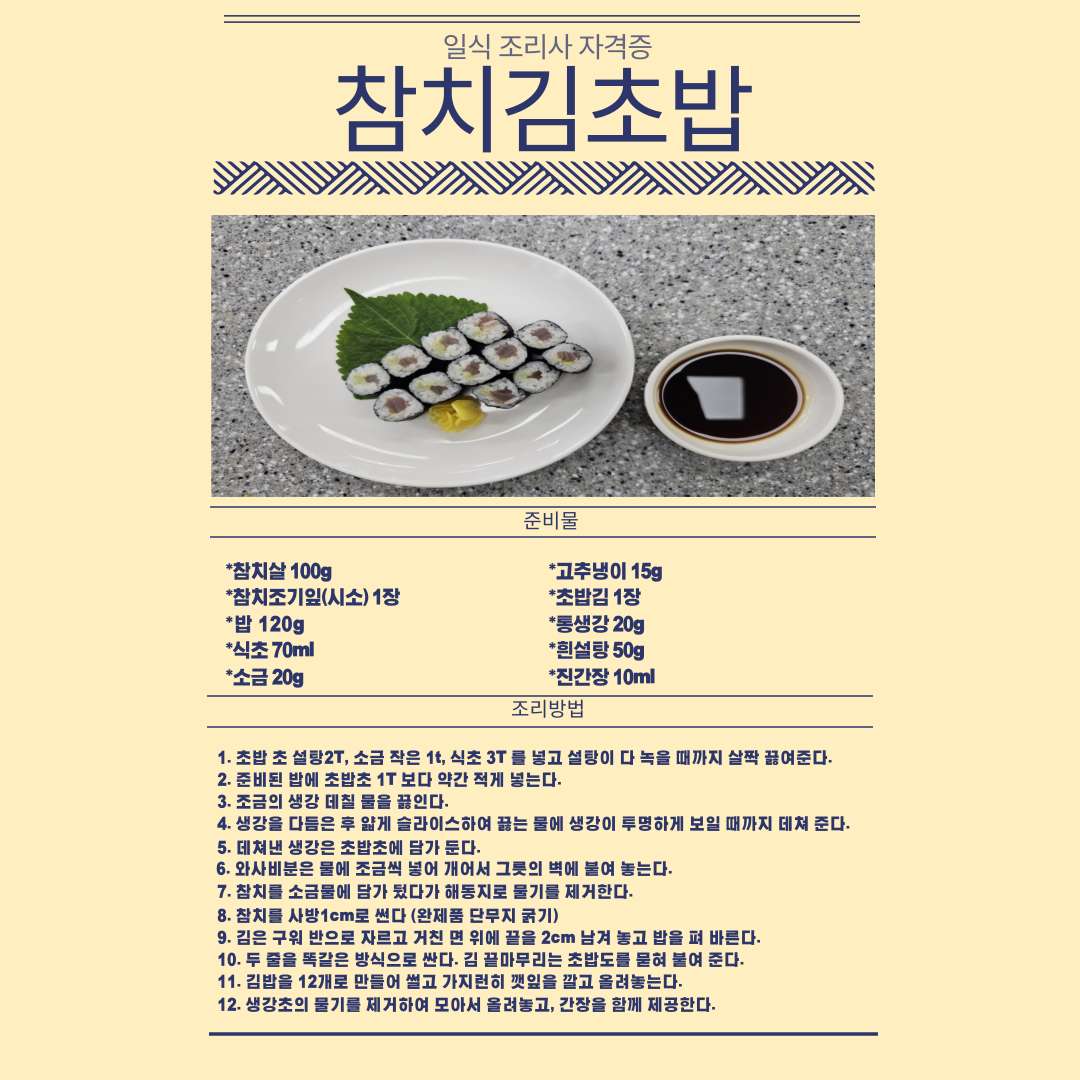 일식 조리사 자격증
참치김초밥
준비물
*참치살 100g
*참치조기잎(시소) 1장
*밥 120g
*식초 70ml
*소금 20g
*고추냉이 15g
*초밥김 1장
*통생강 20g
*흰설탕 50g
*진간장 10ml
조리방법
1. 초밥 초 설탕2T, 소금 작은 1t, 식초 3T 를 넣고 설탕이 다 녹을 때까지 살짝 끓여준다.
2. 준비된 밥에 초밥초 1T 보다 약간 적게 넣는다.
3. 조금의 생강 데칠 물을 끓인다.
4. 생강을 다듬은 후 얇게 슬라이스하여 끓는 물에 생강이 투명하게 보일 때까지 데쳐 준다.
5. 데쳐낸 생강은 초밥초에 담가 둔다.
6. 와사비분은 물에 조금씩 넣어 개어서 그릇의 벽에 붙여 놓는다.
7. 참치를 소금물에 담가 뒀다가 해동지로 물기를 제거한다.
8. 참치를 사방1cm로 썬다 (완제품 단무지 굵기)
9. 김은 구워 반으로 자르고 거친 면 위에 끝을 2cm 남겨 놓고 밥을 펴 바른다.
10. 두 줄을 똑같은 방식으로 싼다. 김 끝마무리는 초밥도를 묻혀 붙여 준다.
11. 김밥을 12개로 만들어 썰고 가지런히 깻잎을 깔고 올려놓는다.
12. 생강초의 물기를 제거하여 모아서 올려놓고, 간장을 함께 제공한다.